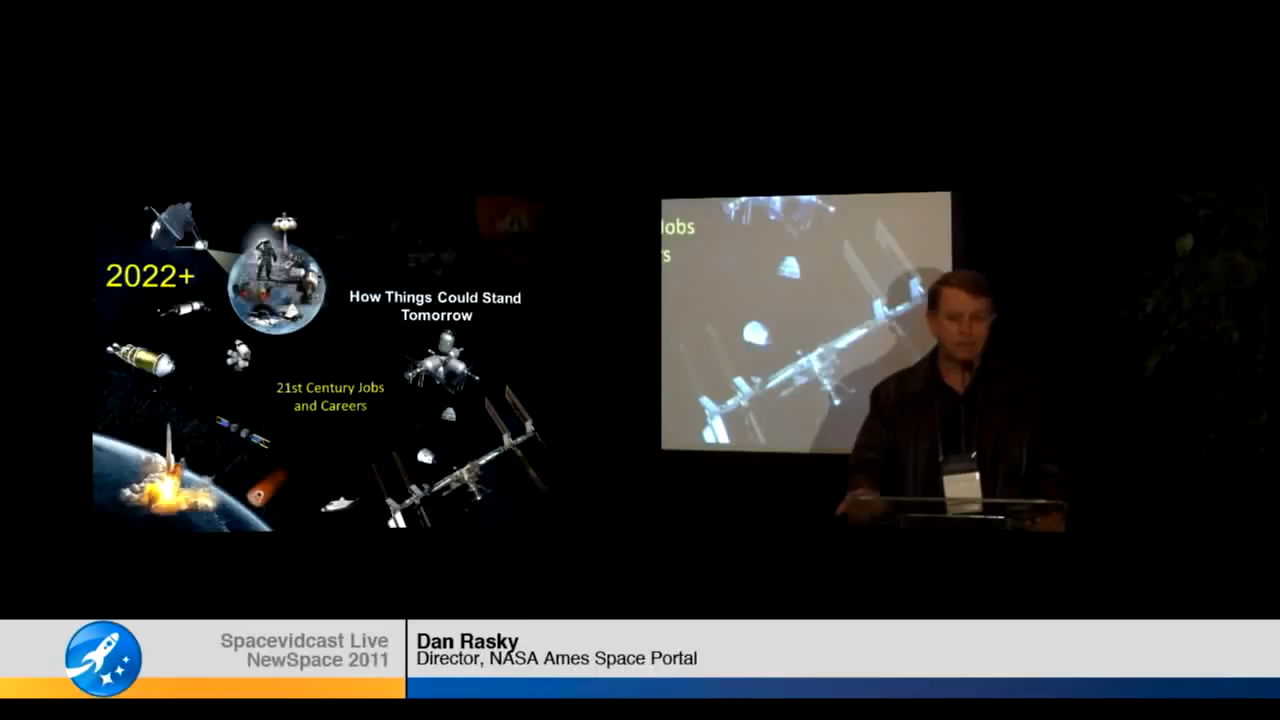 2022+
How Things Could Stand
Tomorrow
21st Century Jobs
and Careers
Jobs
rs
Spacevidcast Live
NewSpace 2011
Dan Rasky
Director, NASA Ames Space Portal